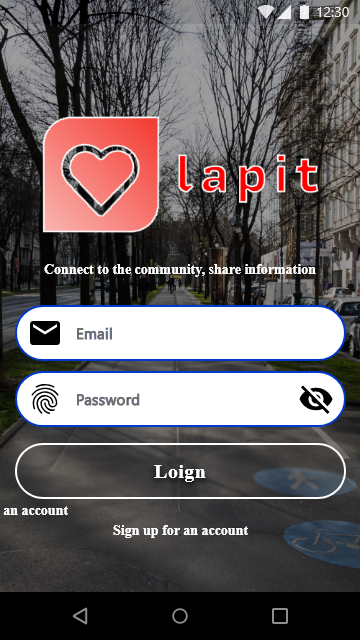 12:30
lapit
Connect to the community, share information
Email
Password
Loign
an account
Sign up for an account